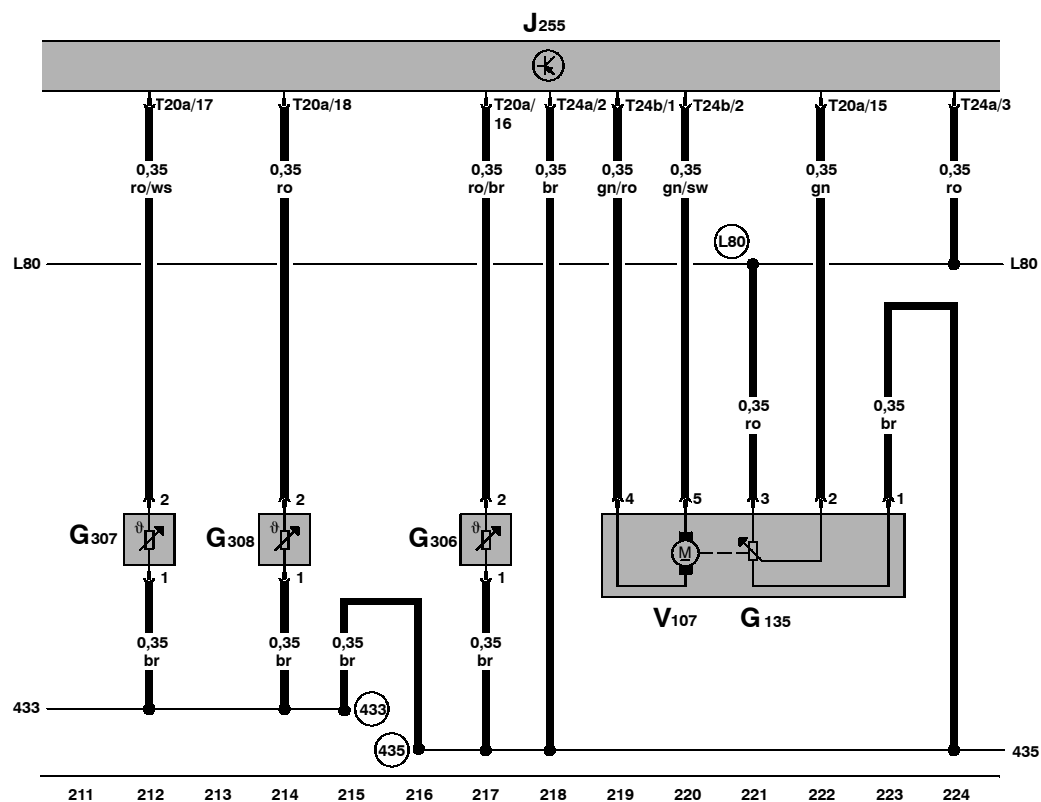 J255
T20a/17 T20a/18 T20a/ T24a/2 T24b/1 T24b/2 T20a/15 T24a/3
16
0,35 0,35 0,35 0,35 0,35 0,35 0,35 0,35
ro/ws ro ro/br br gn/ro gn/sw gn ro
L80
L80 L80
0,35 0,35
ro br
2 2 2 4 5 3 2 1
ϑ ϑ ϑ
G307 G308 G306 M
1 1 1
V107 G135
0,35 0,35 0,35 0,35
br br br br
433 433
435 435
211 212 213 214 215 216 217 218 219 220 221 222 223 224